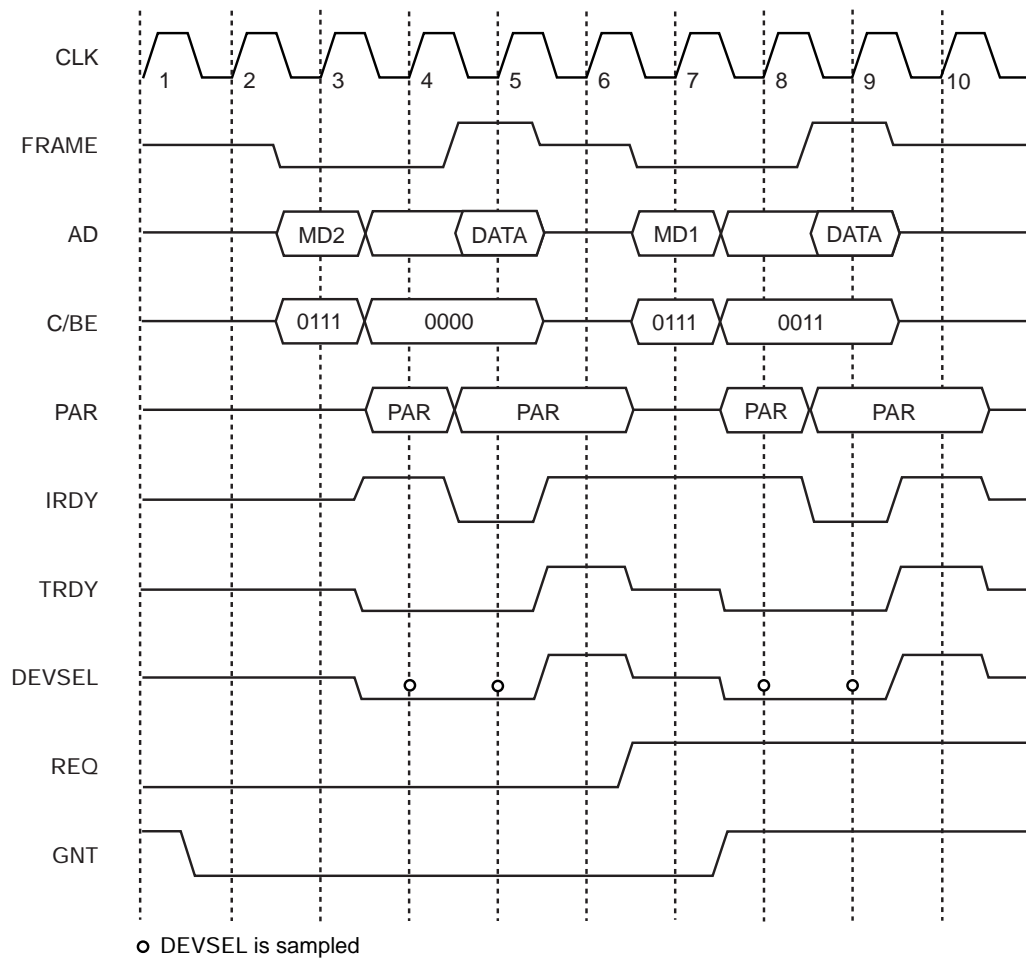 CLK
1 2 3 4 5 6 7 8 9 10
FRAME
AD
MD2 DATA MD1 DATA
C/BE
0111 0000 0111 0011
PAR
PAR PAR PAR PAR
IRDY
TRDY
DEVSEL
REQ
GNT
DEVSEL is sampled